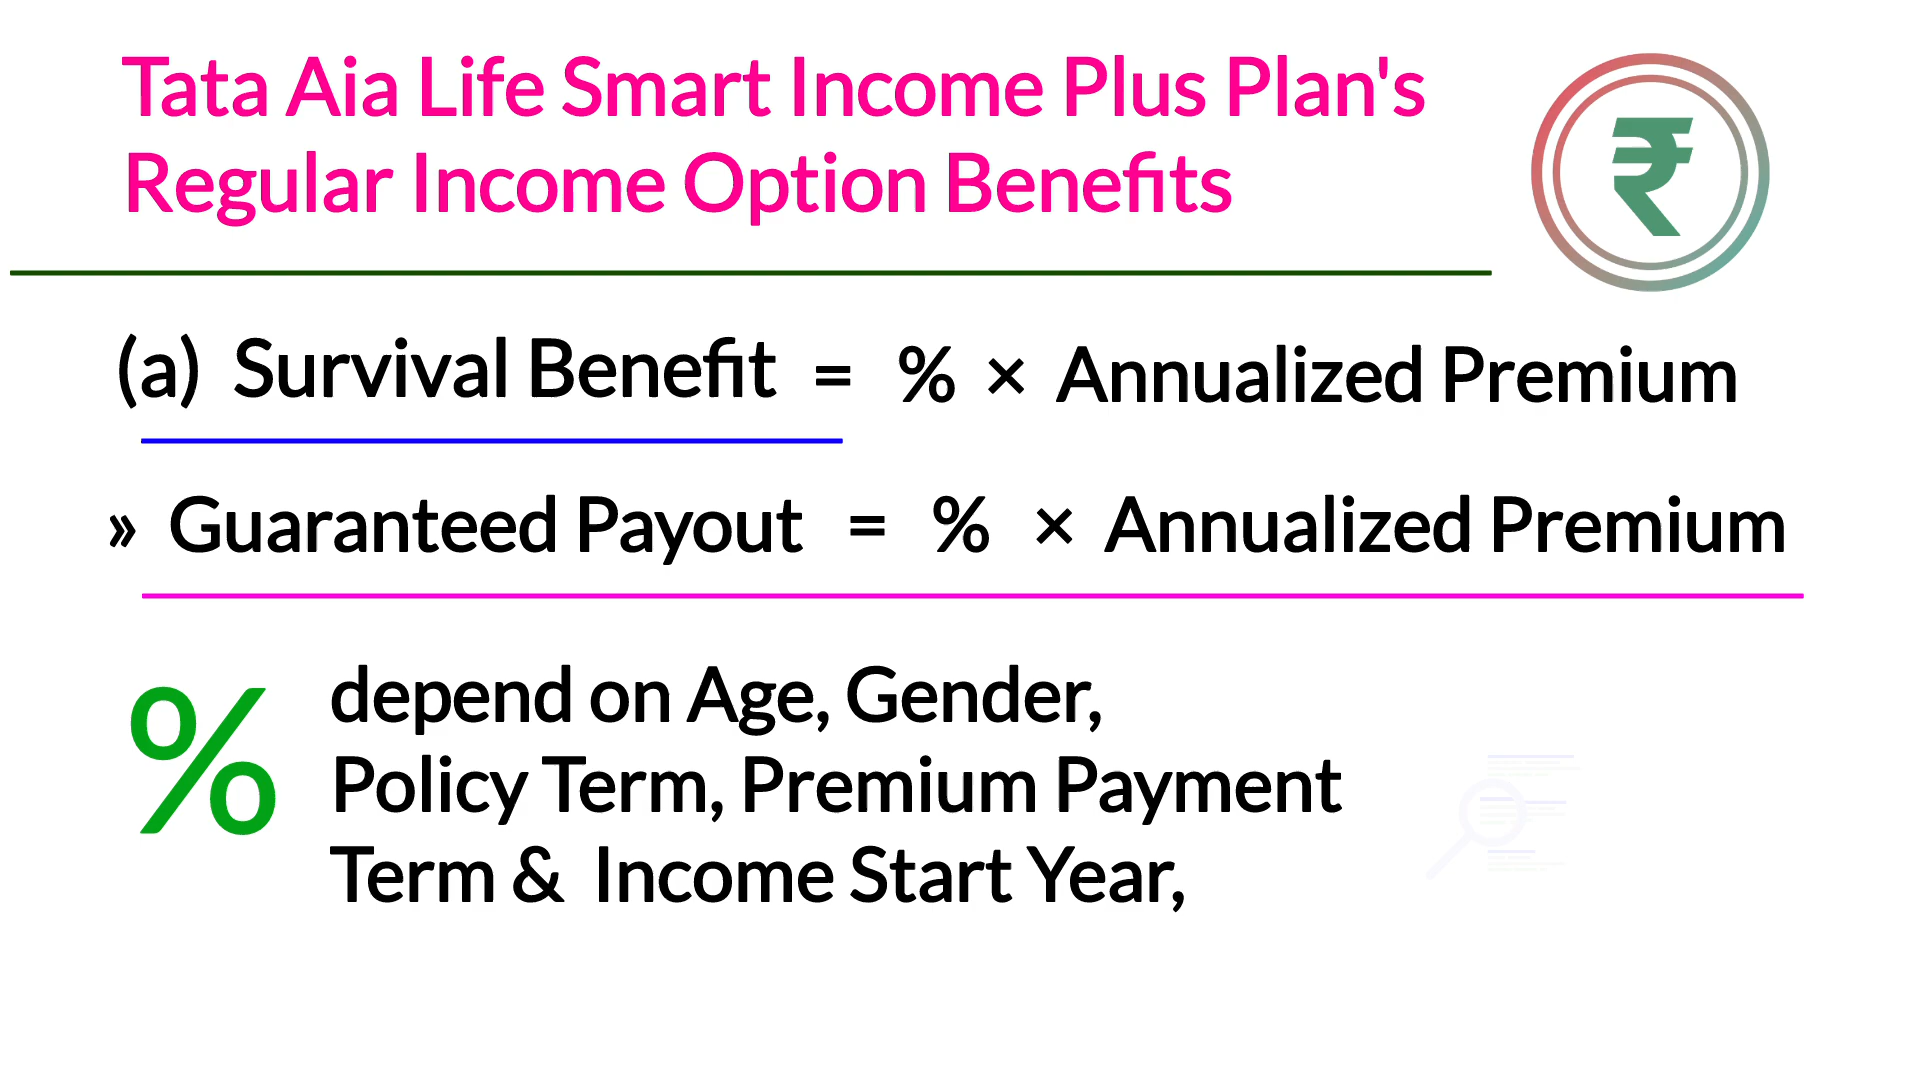 Tata Aia Life Smart Income Plus Plan's
Regular Income Option Benefits
₹
(a) Survival Benefit = % × Annualized Premium
» Guaranteed Payout = % × Annualized Premium
% depend on Age, Gender,
Policy Term, Premium Payment
Term & Income Start Year,